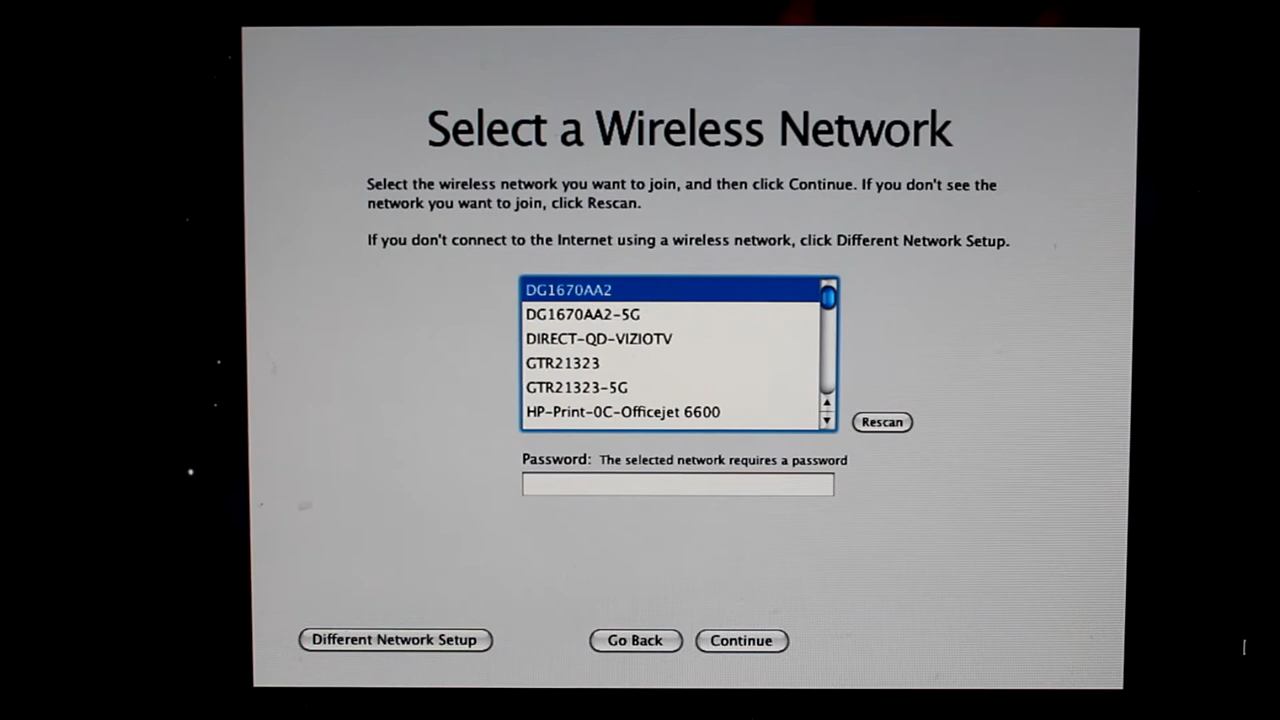 Select a Wireless Network
Select the wireless network you want to join, and then click Continue. If you don't see the
network you want to join, click Rescan.
If you don't connect to the Internet using a wireless network, click Different Network Setup.
DG1670AA2
DG1670AA2-5G
DIRECT-QD-VIZIOTV
GTR21323
GTR21323-5G
HP-Print-0C-Officejet 6600
Rescan
Password: The selected network requires a password
Different Network Setup
Go Back
Continue